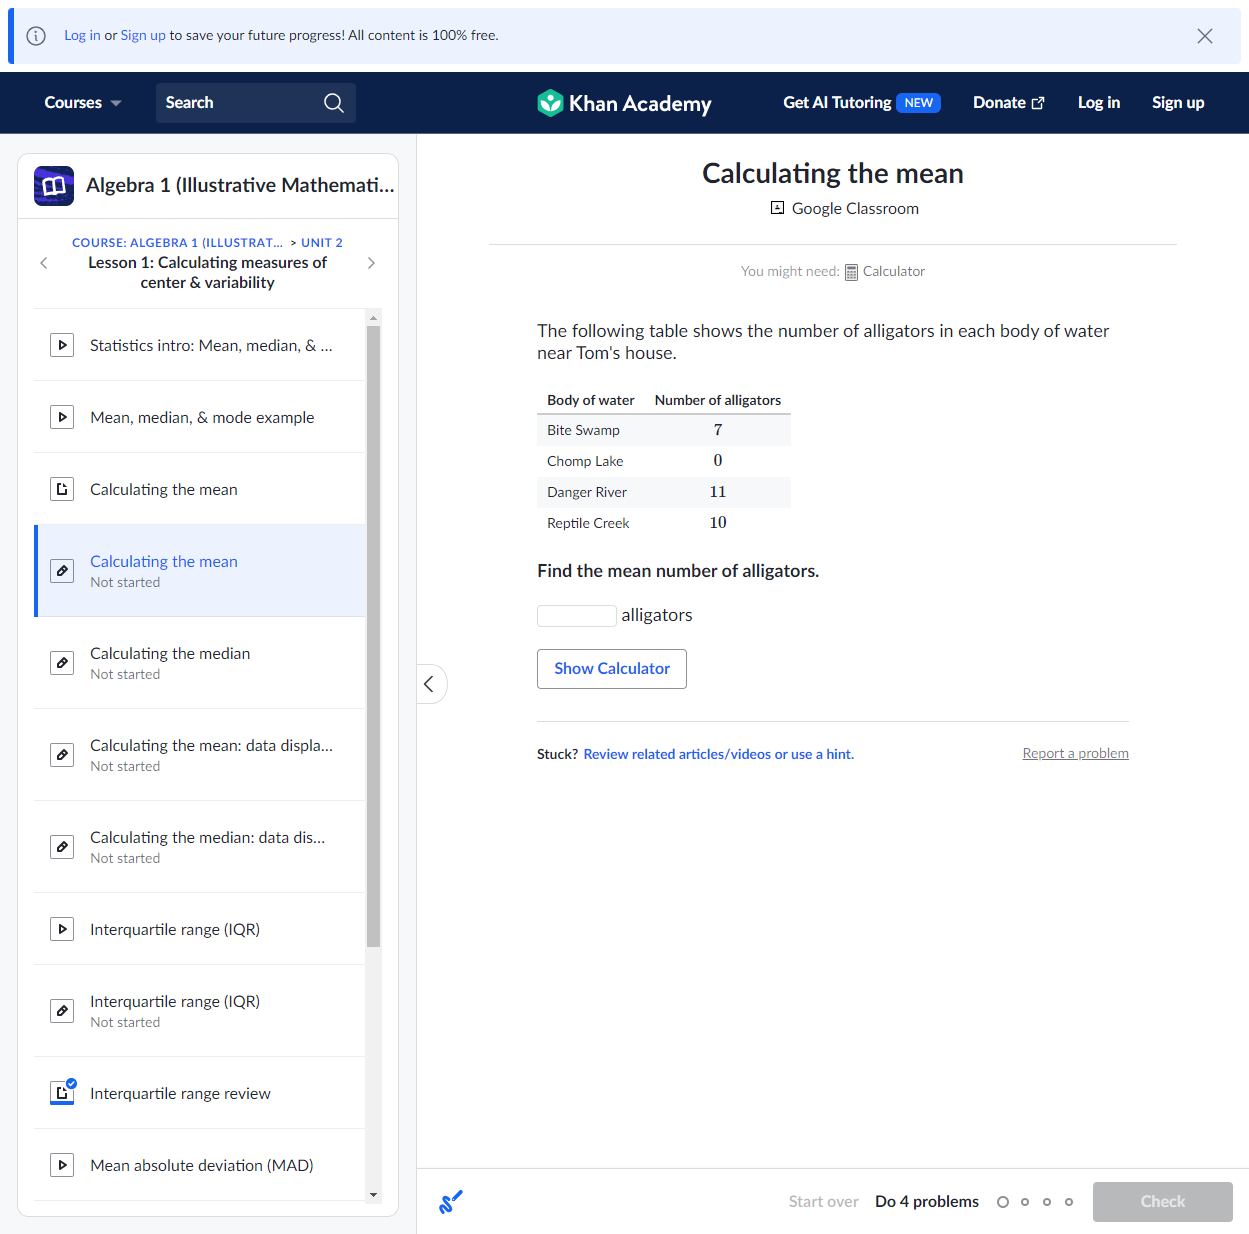 Log in or Sign up to save your future progress! All content is 100% free.
Courses
Search
Khan Academy
Get AI Tutoring NEW
Donate
Log in
Sign up
Algebra 1 (Illustrative Mathemati...
COURSE: ALGEBRA 1 (ILLUSTRAT... > UNIT 2
Lesson 1: Calculating measures of
center & variability
Statistics intro: Mean, median, & ...
Mean, median, & mode example
Calculating the mean
Calculating the mean
Not started
Calculating the median
Not started
Calculating the mean: data displa...
Not started
Calculating the median: data dis...
Not started
Interquartile range (IQR)
Interquartile range (IQR)
Not started
Interquartile range review
Mean absolute deviation (MAD)
Calculating the mean
Google Classroom
You might need: Calculator
The following table shows the number of alligators in each body of water
near Tom's house.
Body of water Number of alligators
Bite Swamp 7
Chomp Lake 0
Danger River 11
Reptile Creek 10
Find the mean number of alligators.
alligators
Show Calculator
Stuck? Review related articles/videos or use a hint.
Report a problem
Start over
Do 4 problems
Check